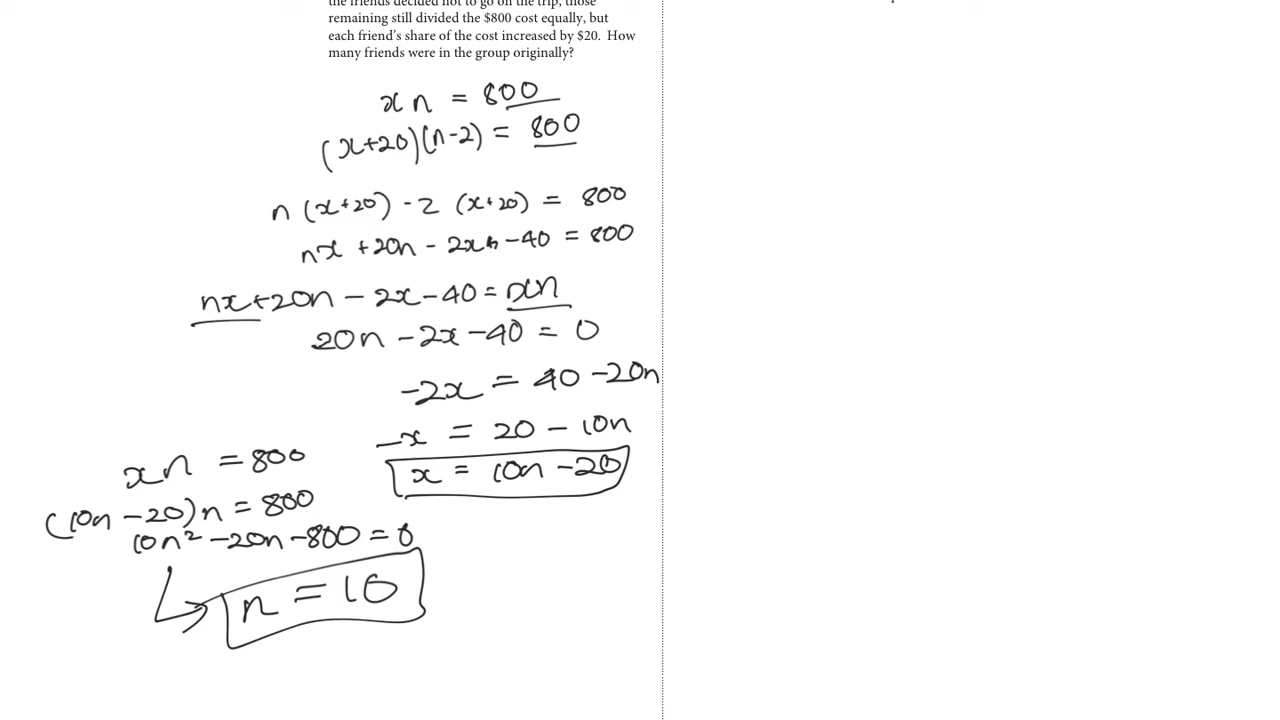 the friends decided not to go on the trip, those
remaining still divided the $800 cost equally, but
each friend's share of the cost increased by $20. How
many friends were in the group originally?
xn = 800
(x+20)(n-2) = 800
n(x+20) -2 (x+20) = 800
nx +20n - 2x -40 = 800
nx+20n - 2x - 40 = xn
20n - 2x - 40 = 0
-2x = 40 - 20n
-x = 20 - 10n
x = 10n - 20
xn = 800
(10n - 20)n = 800
10n² - 20n - 800 = 0
n = 10